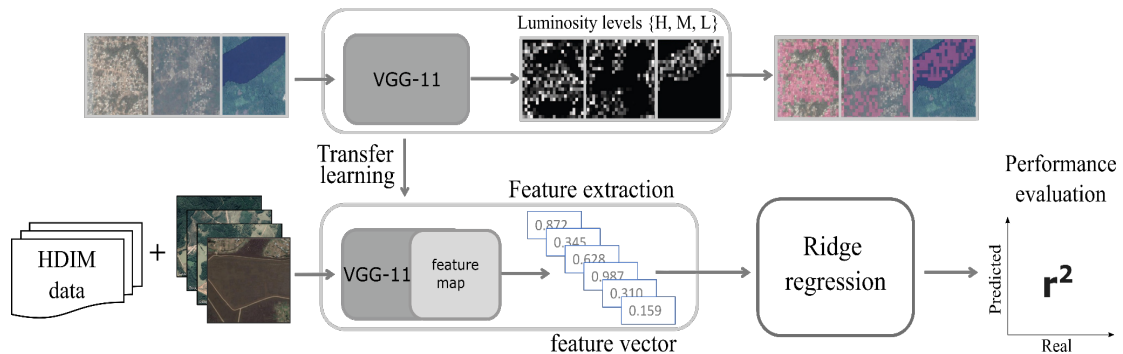 Luminosity levels {H, M, L}
VGG-11
Transfer
learning
Feature extraction
HDIM
data
+
VGG-11
feature
map
0.872
0.345
0.628
0.987
0.310
0.159
feature vector
Ridge
regression
Performance
evaluation
Predicted
r²
Real